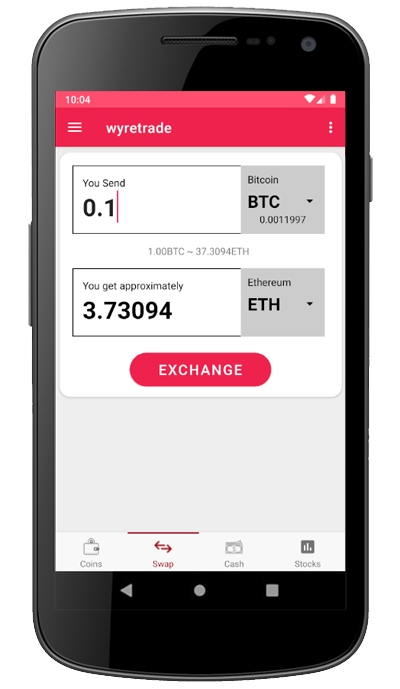 10:04
wyretrade
You Send
Bitcoin
0.1
BTC
0.0011997
1.00BTC ~ 37.3094ETH
You get approximately
Ethereum
3.73094
ETH
EXCHANGE
Coins
Swap
Cash
Stocks